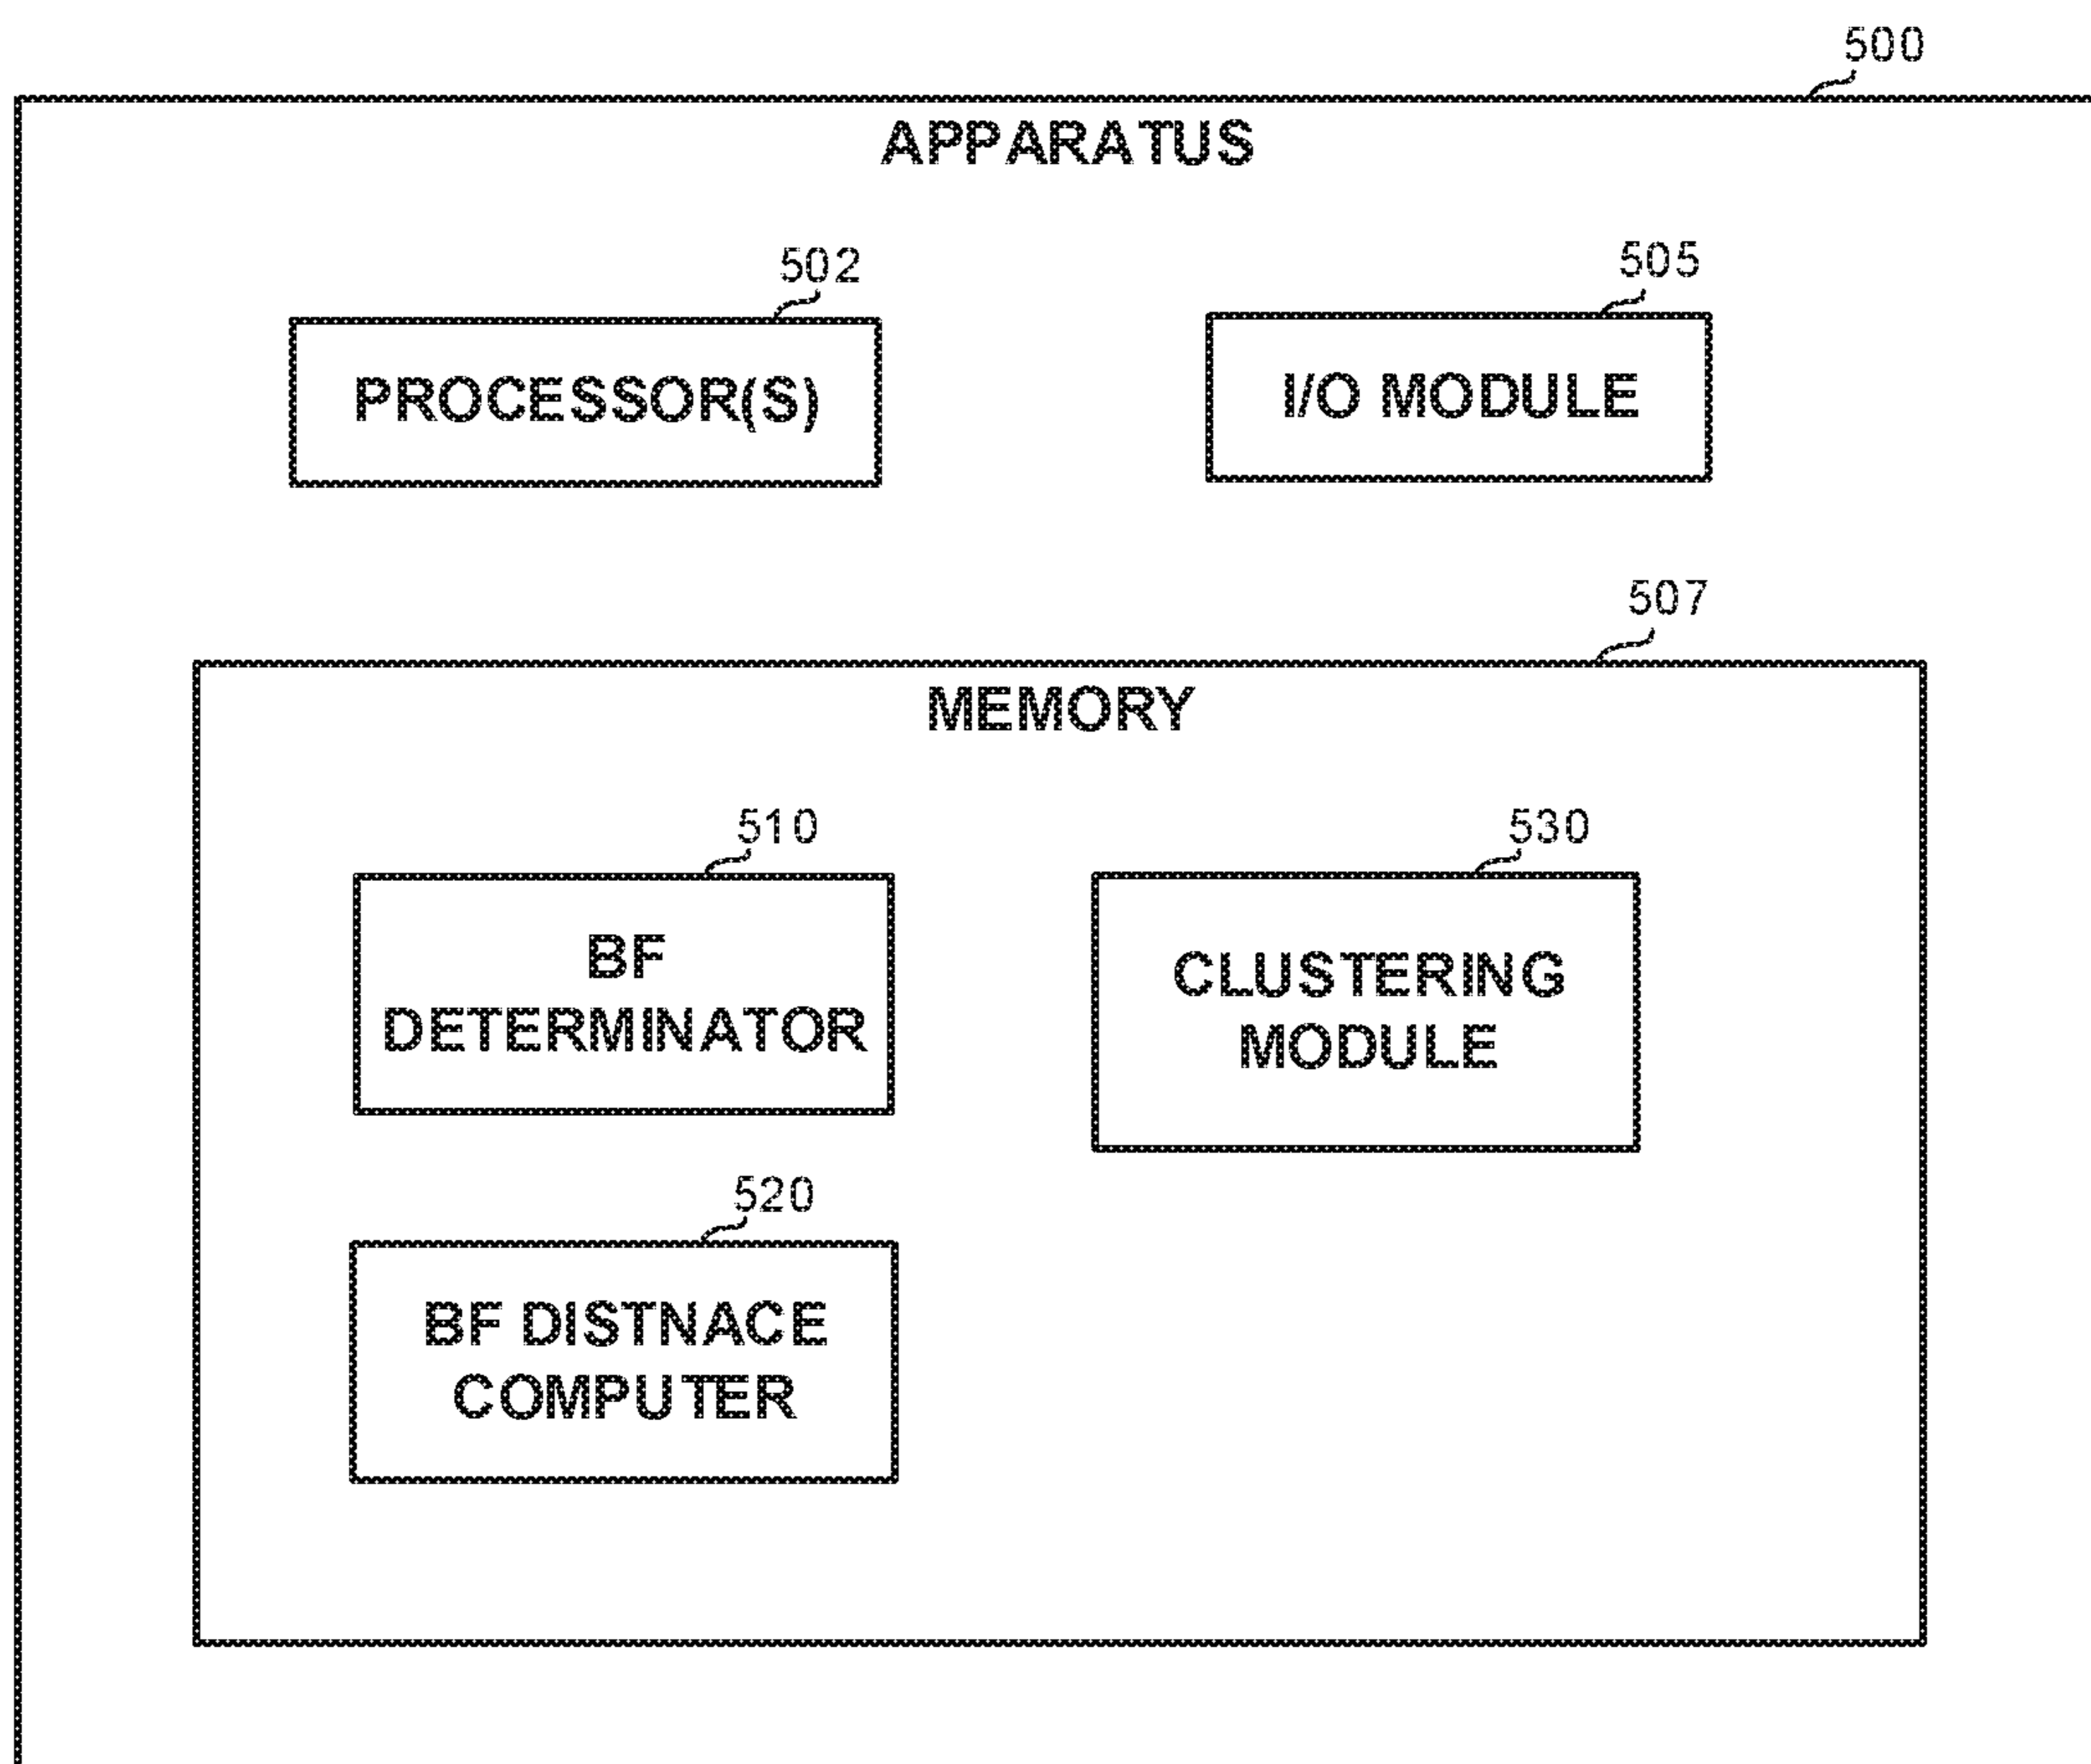 500
APPARATUS
502
PROCESSOR(S)
505
I/O MODULE
507
MEMORY
510
BF
DETERMINATOR
530
CLUSTERING
MODULE
520
BF DISTNACE
COMPUTER